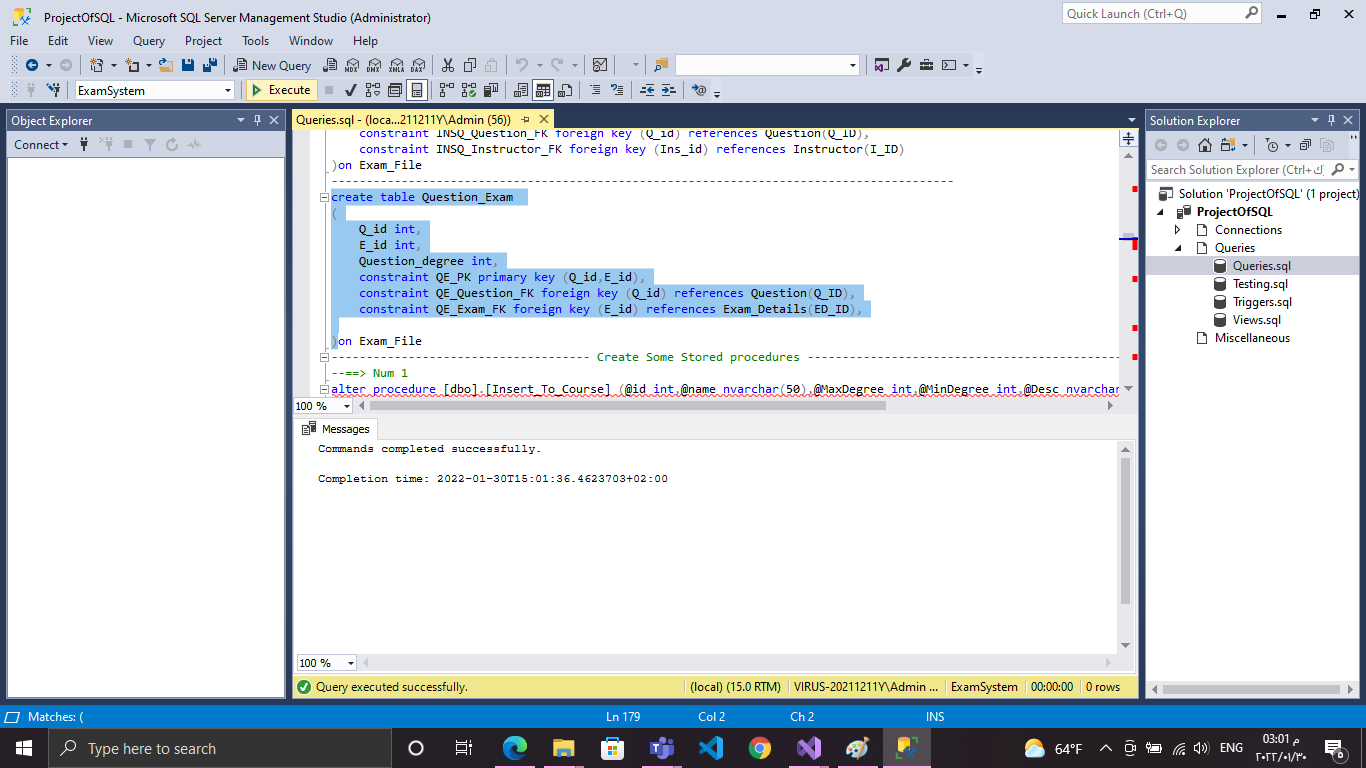 ProjectOfSQL - Microsoft SQL Server Management Studio (Administrator)
Quick Launch (Ctrl+Q)
File Edit View Query Project Tools Window Help
New Query MDX DMX XMLA DAX
ExamSystem Execute
Object Explorer
Connect
Queries.sql - (loca...211211Y\Admin (56))
constraint INSQ_Question_FK foreign key (Q_id) references Question(Q_ID),
constraint INSQ_Instructor_FK foreign key (Ins_id) references Instructor(I_ID)
)on Exam_File
------------------------------------------------------------------------------------------
create table Question_Exam
(
Q_id int,
E_id int,
Question_degree int,
constraint QE_PK primary key (Q_id,E_id),
constraint QE_Question_FK foreign key (Q_id) references Question(Q_ID),
constraint QE_Exam_FK foreign key (E_id) references Exam_Details(ED_ID),
)on Exam_File
------------------------------------- Create Some Stored procedures ---------------------------------------------
--==> Num 1
alter procedure [dbo].[Insert_To_Course] (@id int,@name nvarchar(50),@MaxDegree int,@MinDegree int,@Desc nvarchar
100 %
Messages
Commands completed successfully.
Completion time: 2022-01-30T15:01:36.4623703+02:00
100 %
Query executed successfully. (local) (15.0 RTM) VIRUS-20211211Y\Admin ... ExamSystem 00:00:00 0 rows
Solution Explorer
Search Solution Explorer (Ctrl+ك
Solution 'ProjectOfSQL' (1 project)
ProjectOfSQL
Connections
Queries
Queries.sql
Testing.sql
Triggers.sql
Views.sql
Miscellaneous
Matches: ( Ln 179 Col 2 Ch 2 INS
Type here to search
64°F ENG
03:01 م
٢٠٢٢/٠١/٣٠
8